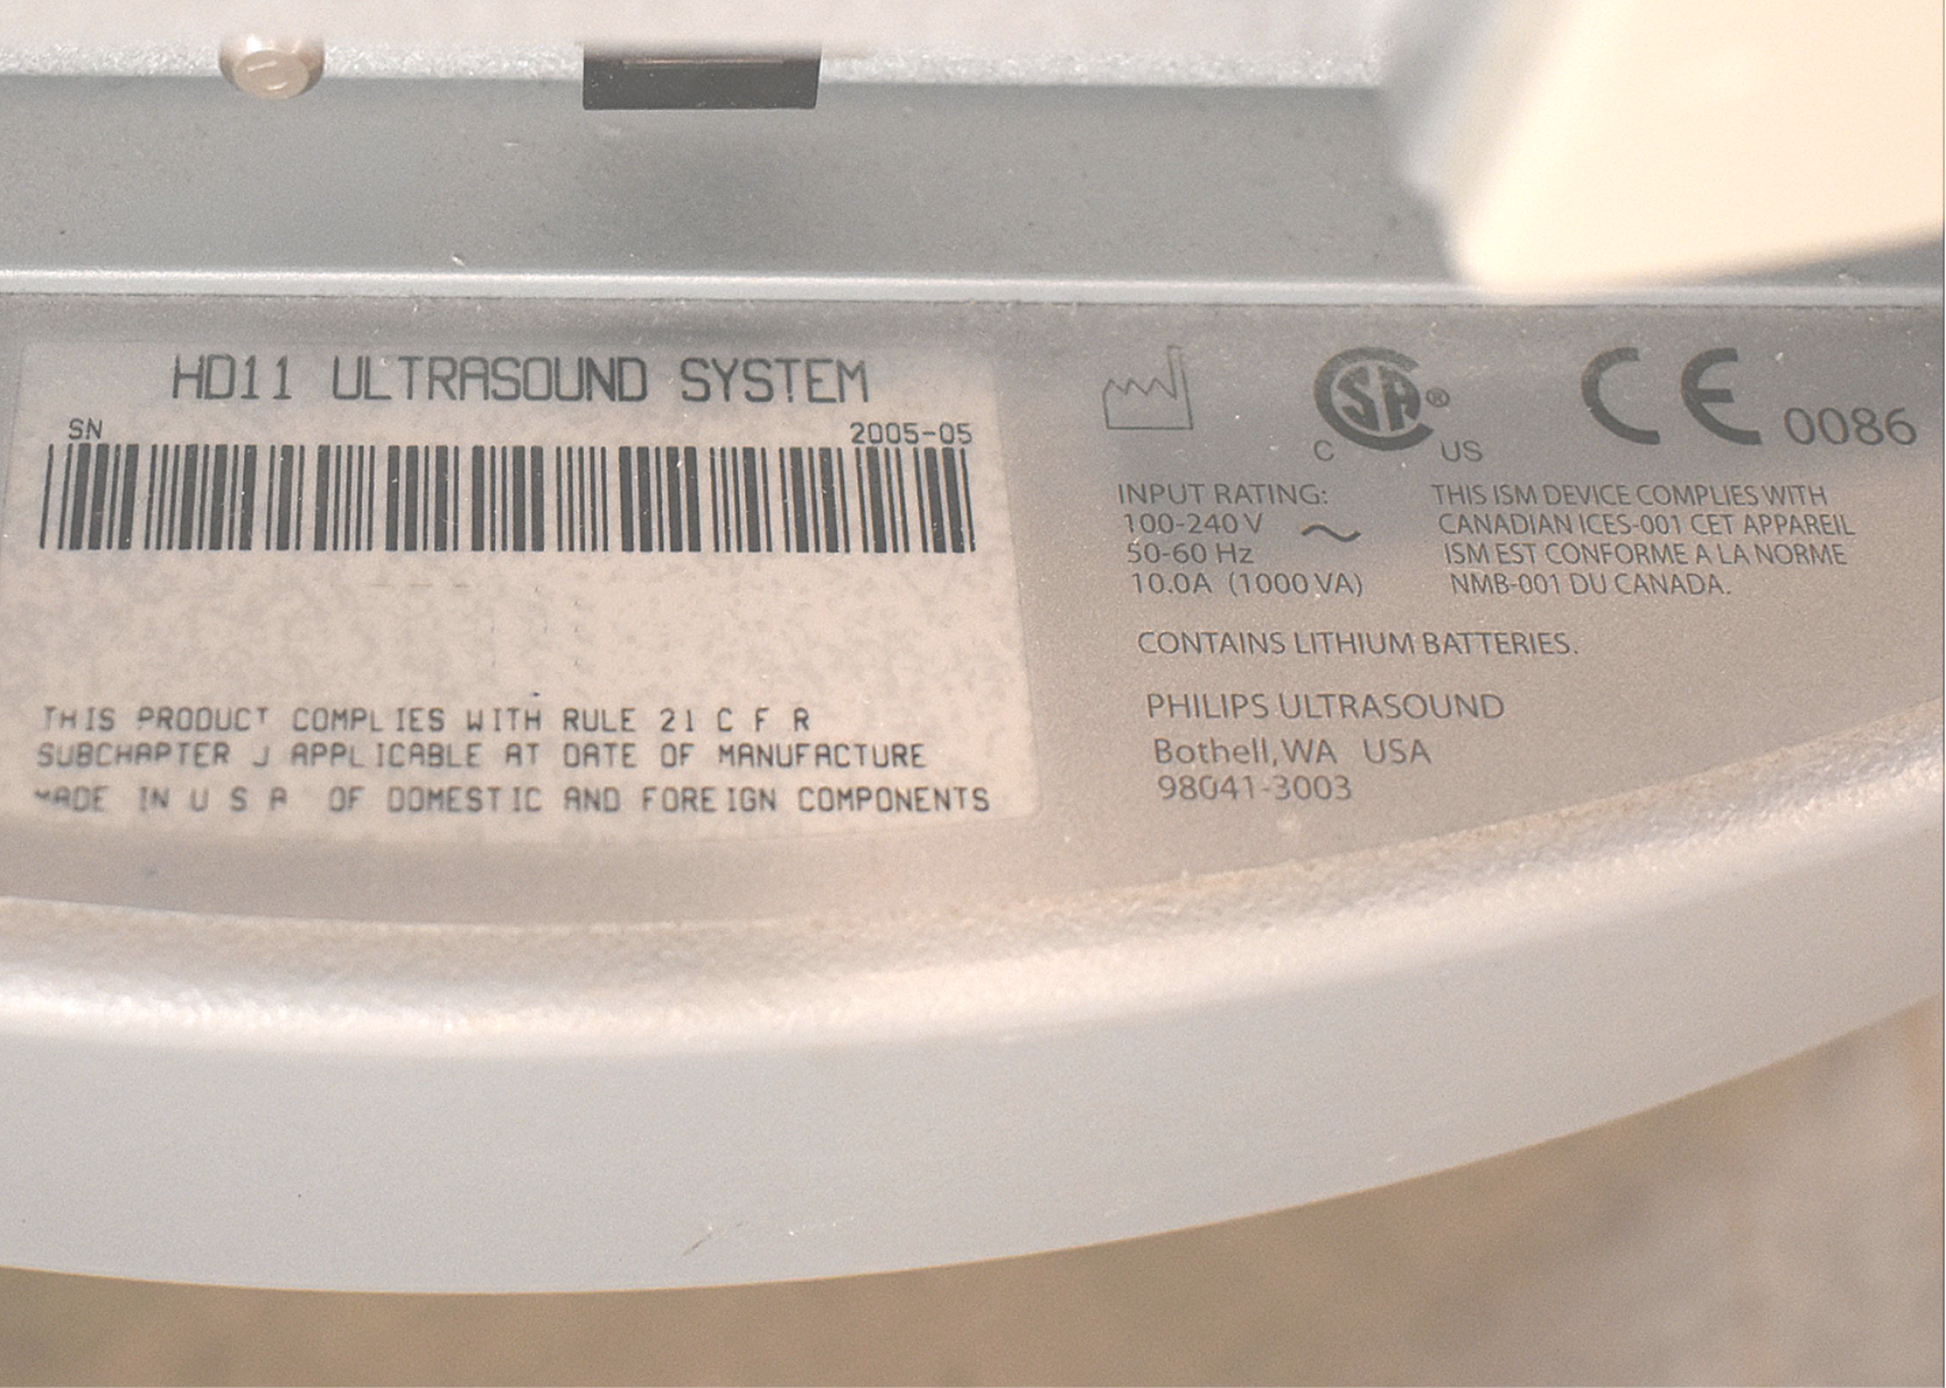 HD11 ULTRASOUND SYSTEM
SN
2005-05
THIS PRODUCT COMPLIES WITH RULE 21 C F R
SUBCHAPTER J APPLICABLE AT DATE OF MANUFACTURE
MADE IN U S A OF DOMESTIC AND FOREIGN COMPONENTS
CSA®
C US
CE 0086
INPUT RATING:
100-240 V ~
50-60 Hz
10.0A (1000 VA)
THIS ISM DEVICE COMPLIES WITH
CANADIAN ICES-001 CET APPAREIL
ISM EST CONFORME A LA NORME
NMB-001 DU CANADA.
CONTAINS LITHIUM BATTERIES.
PHILIPS ULTRASOUND
Bothell, WA USA
98041-3003